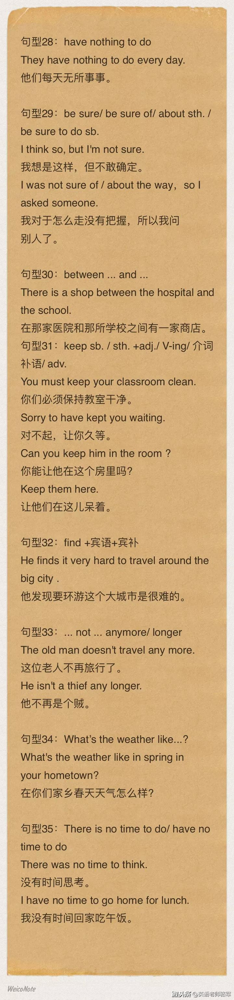 句型28：have nothing to do
They have nothing to do every day.
他们每天无所事事。
句型29：be sure/ be sure of/ about sth. /
be sure to do sb.
I think so, but I'm not sure.
我想是这样，但不敢确定。
I was not sure of / about the way，so I
asked someone.
我对于怎么走没有把握，所以我问
别人了。
句型30：between ... and ...
There is a shop between the hospital and
the school.
在那家医院和那所学校之间有一家商店。
句型31：keep sb. / sth. +adj./ V-ing/ 介词
补语/ adv.
You must keep your classroom clean.
你们必须保持教室干净。
Sorry to have kept you waiting.
对不起，让你久等。
Can you keep him in the room ?
你能让他在这个房里吗?
Keep them here.
让他们在这儿呆着。
句型32：find +宾语+宾补
He finds it very hard to travel around the
big city .
他发现要环游这个大城市是很难的。
句型33：... not ... anymore/ longer
The old man doesn't travel any more.
这位老人不再旅行了。
He isn't a thief any longer.
他不再是个贼。
句型34：What’s the weather like...?
What's the weather like in spring in
your hometown?
在你们家乡春天天气怎么样?
句型35：There is no time to do/ have no
time to do
There was no time to think.
没有时间思考。
I have no time to go home for lunch.
我没有时间回家吃午饭。
WeicoNote
微头条 @英语老师骆军